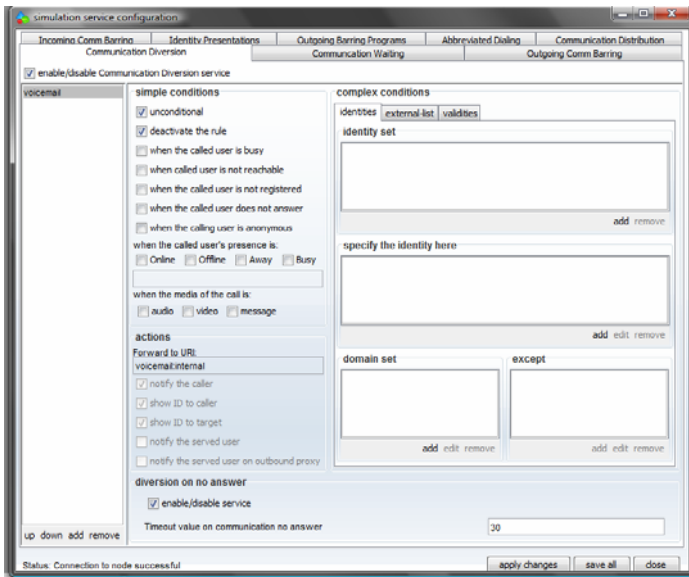 simulation service configuration
Incoming Comm Barring Identity Presentations Outgoing Barring Programs Abbreviated Dialing Communication Distribution
Communication Diversion Communcation Waiting Outgoing Comm Barring
enable/disable Communication Diversion service
voicemail
simple conditions
unconditional
deactivate the rule
when the called user is busy
when called user is not reachable
when the called user is not registered
when the called user does not answer
when the calling user is anonymous
when the called user's presence is:
Online Offline Away Busy
when the media of the call is:
audio video message
actions
Forward to URI:
voicemail:internal
notify the caller
show ID to caller
show ID to target
notify the served user
notify the served user on outbound proxy
complex conditions
identities external-list validities
identity set
add remove
specify the identity here
add edit remove
domain set
add edit remove
except
add edit remove
diversion on no answer
enable/disable service
Timeout value on communication no answer 30
up down add remove
Status: Connection to node successful
apply changes save all close